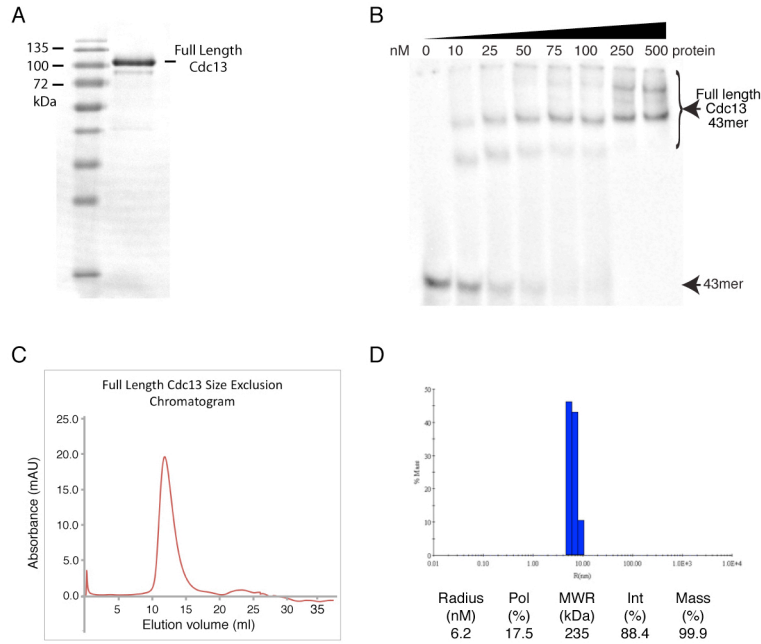 A
135
100
72
kDa
Full Length
Cdc13
B
nM 0 10 25 50 75 100 250 500 protein
Full length
Cdc13
43mer
43mer
C
Full Length Cdc13 Size Exclusion
Chromatogram
25.0
20.0
15.0
10.0
5.0
0.0
Absorbance (mAU)
5 10 15 20 25 30 35
Elution volume (ml)
D
50
40
30
20
10
0
% Mass
0.01 0.10 1.00 10.00 100.00 1.0E+3 1.0E+4
R(nm)
Radius Pol MWR Int Mass
(nM) (%) (kDa) (%) (%)
6.2 17.5 235 88.4 99.9